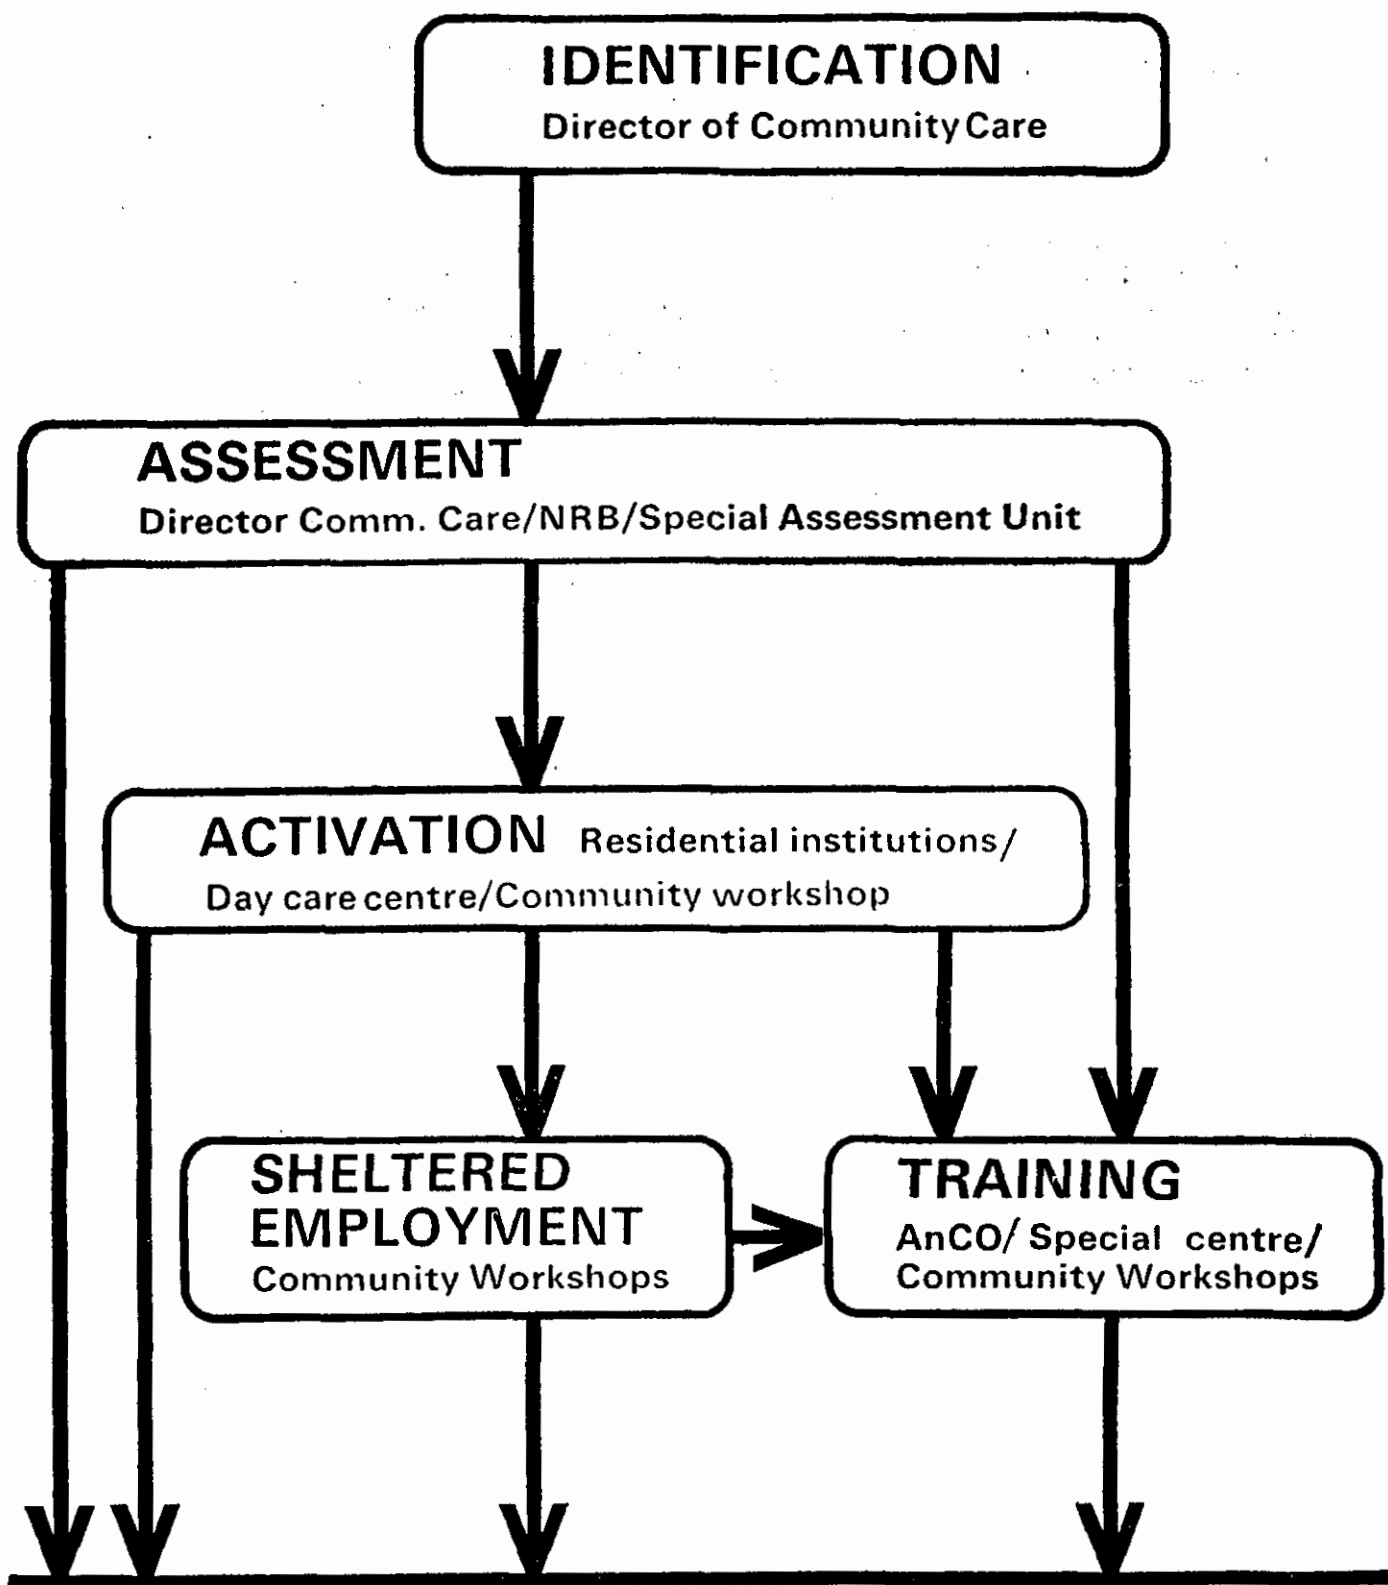 IDENTIFICATION
Director of Community Care
ASSESSMENT
Director Comm. Care/NRB/Special Assessment Unit
ACTIVATION Residential institutions/
Day care centre/Community workshop
SHELTERED
EMPLOYMENT
Community Workshops
TRAINING
AnCO/ Special centre/
Community Workshops